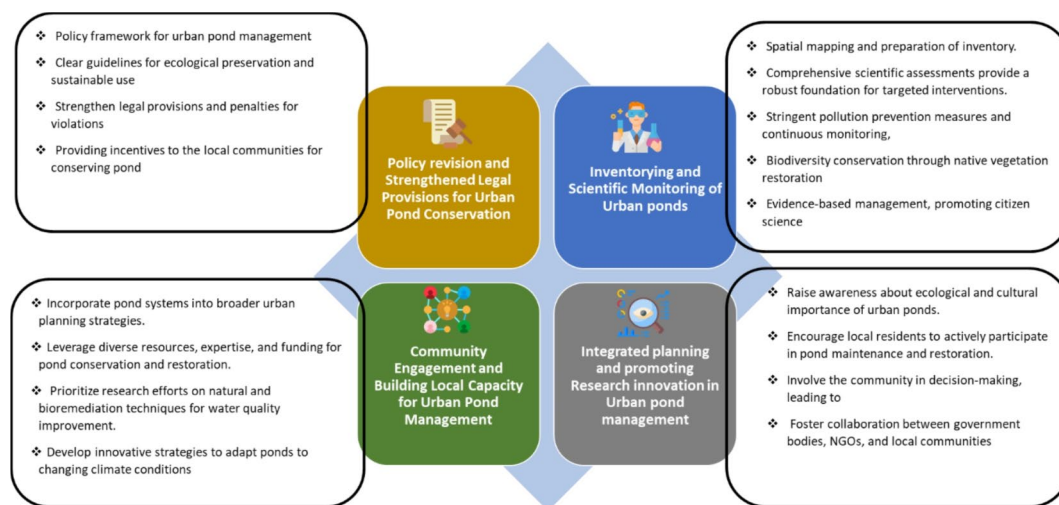 ❖ Policy framework for urban pond management
❖ Clear guidelines for ecological preservation and
sustainable use
❖ Strengthen legal provisions and penalties for
violations
❖ Providing incentives to the local communities for
conserving pond
Policy revision and
Strengthened Legal
Provisions for Urban
Pond Conservation
Inventorying and
Scientific Monitoring of
Urban ponds
❖ Spatial mapping and preparation of inventory.
❖ Comprehensive scientific assessments provide a
robust foundation for targeted interventions.
❖ Stringent pollution prevention measures and
continuous monitoring,
❖ Biodiversity conservation through native vegetation
restoration
❖ Evidence-based management, promoting citizen
science
❖ Incorporate pond systems into broader urban
planning strategies.
❖ Leverage diverse resources, expertise, and funding for
pond conservation and restoration.
❖ Prioritize research efforts on natural and
bioremediation techniques for water quality
improvement.
❖ Develop innovative strategies to adapt ponds to
changing climate conditions
Community
Engagement and
Building Local Capacity
for Urban Pond
Management
Integrated planning
and promoting
Research innovation in
Urban pond
management
❖ Raise awareness about ecological and cultural
importance of urban ponds.
❖ Encourage local residents to actively participate
in pond maintenance and restoration.
❖ Involve the community in decision-making,
leading to
❖ Foster collaboration between government
bodies, NGOs, and local communities